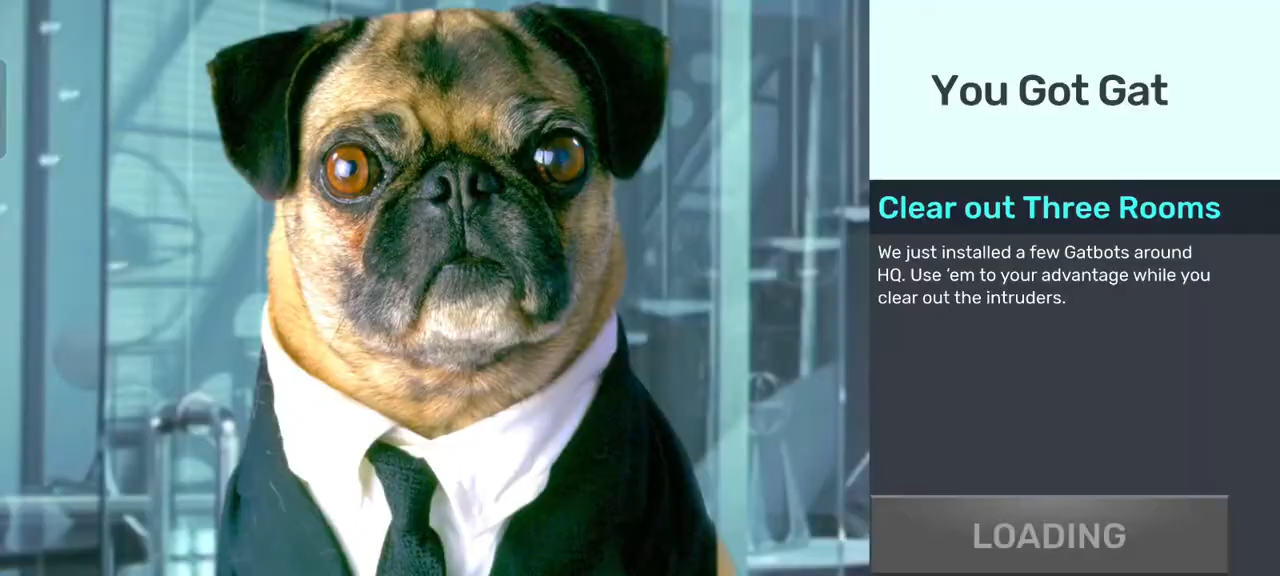 You Got Gat
Clear out Three Rooms
We just installed a few Gatbots around
HQ. Use ‘em to your advantage while you
clear out the intruders.
LOADING